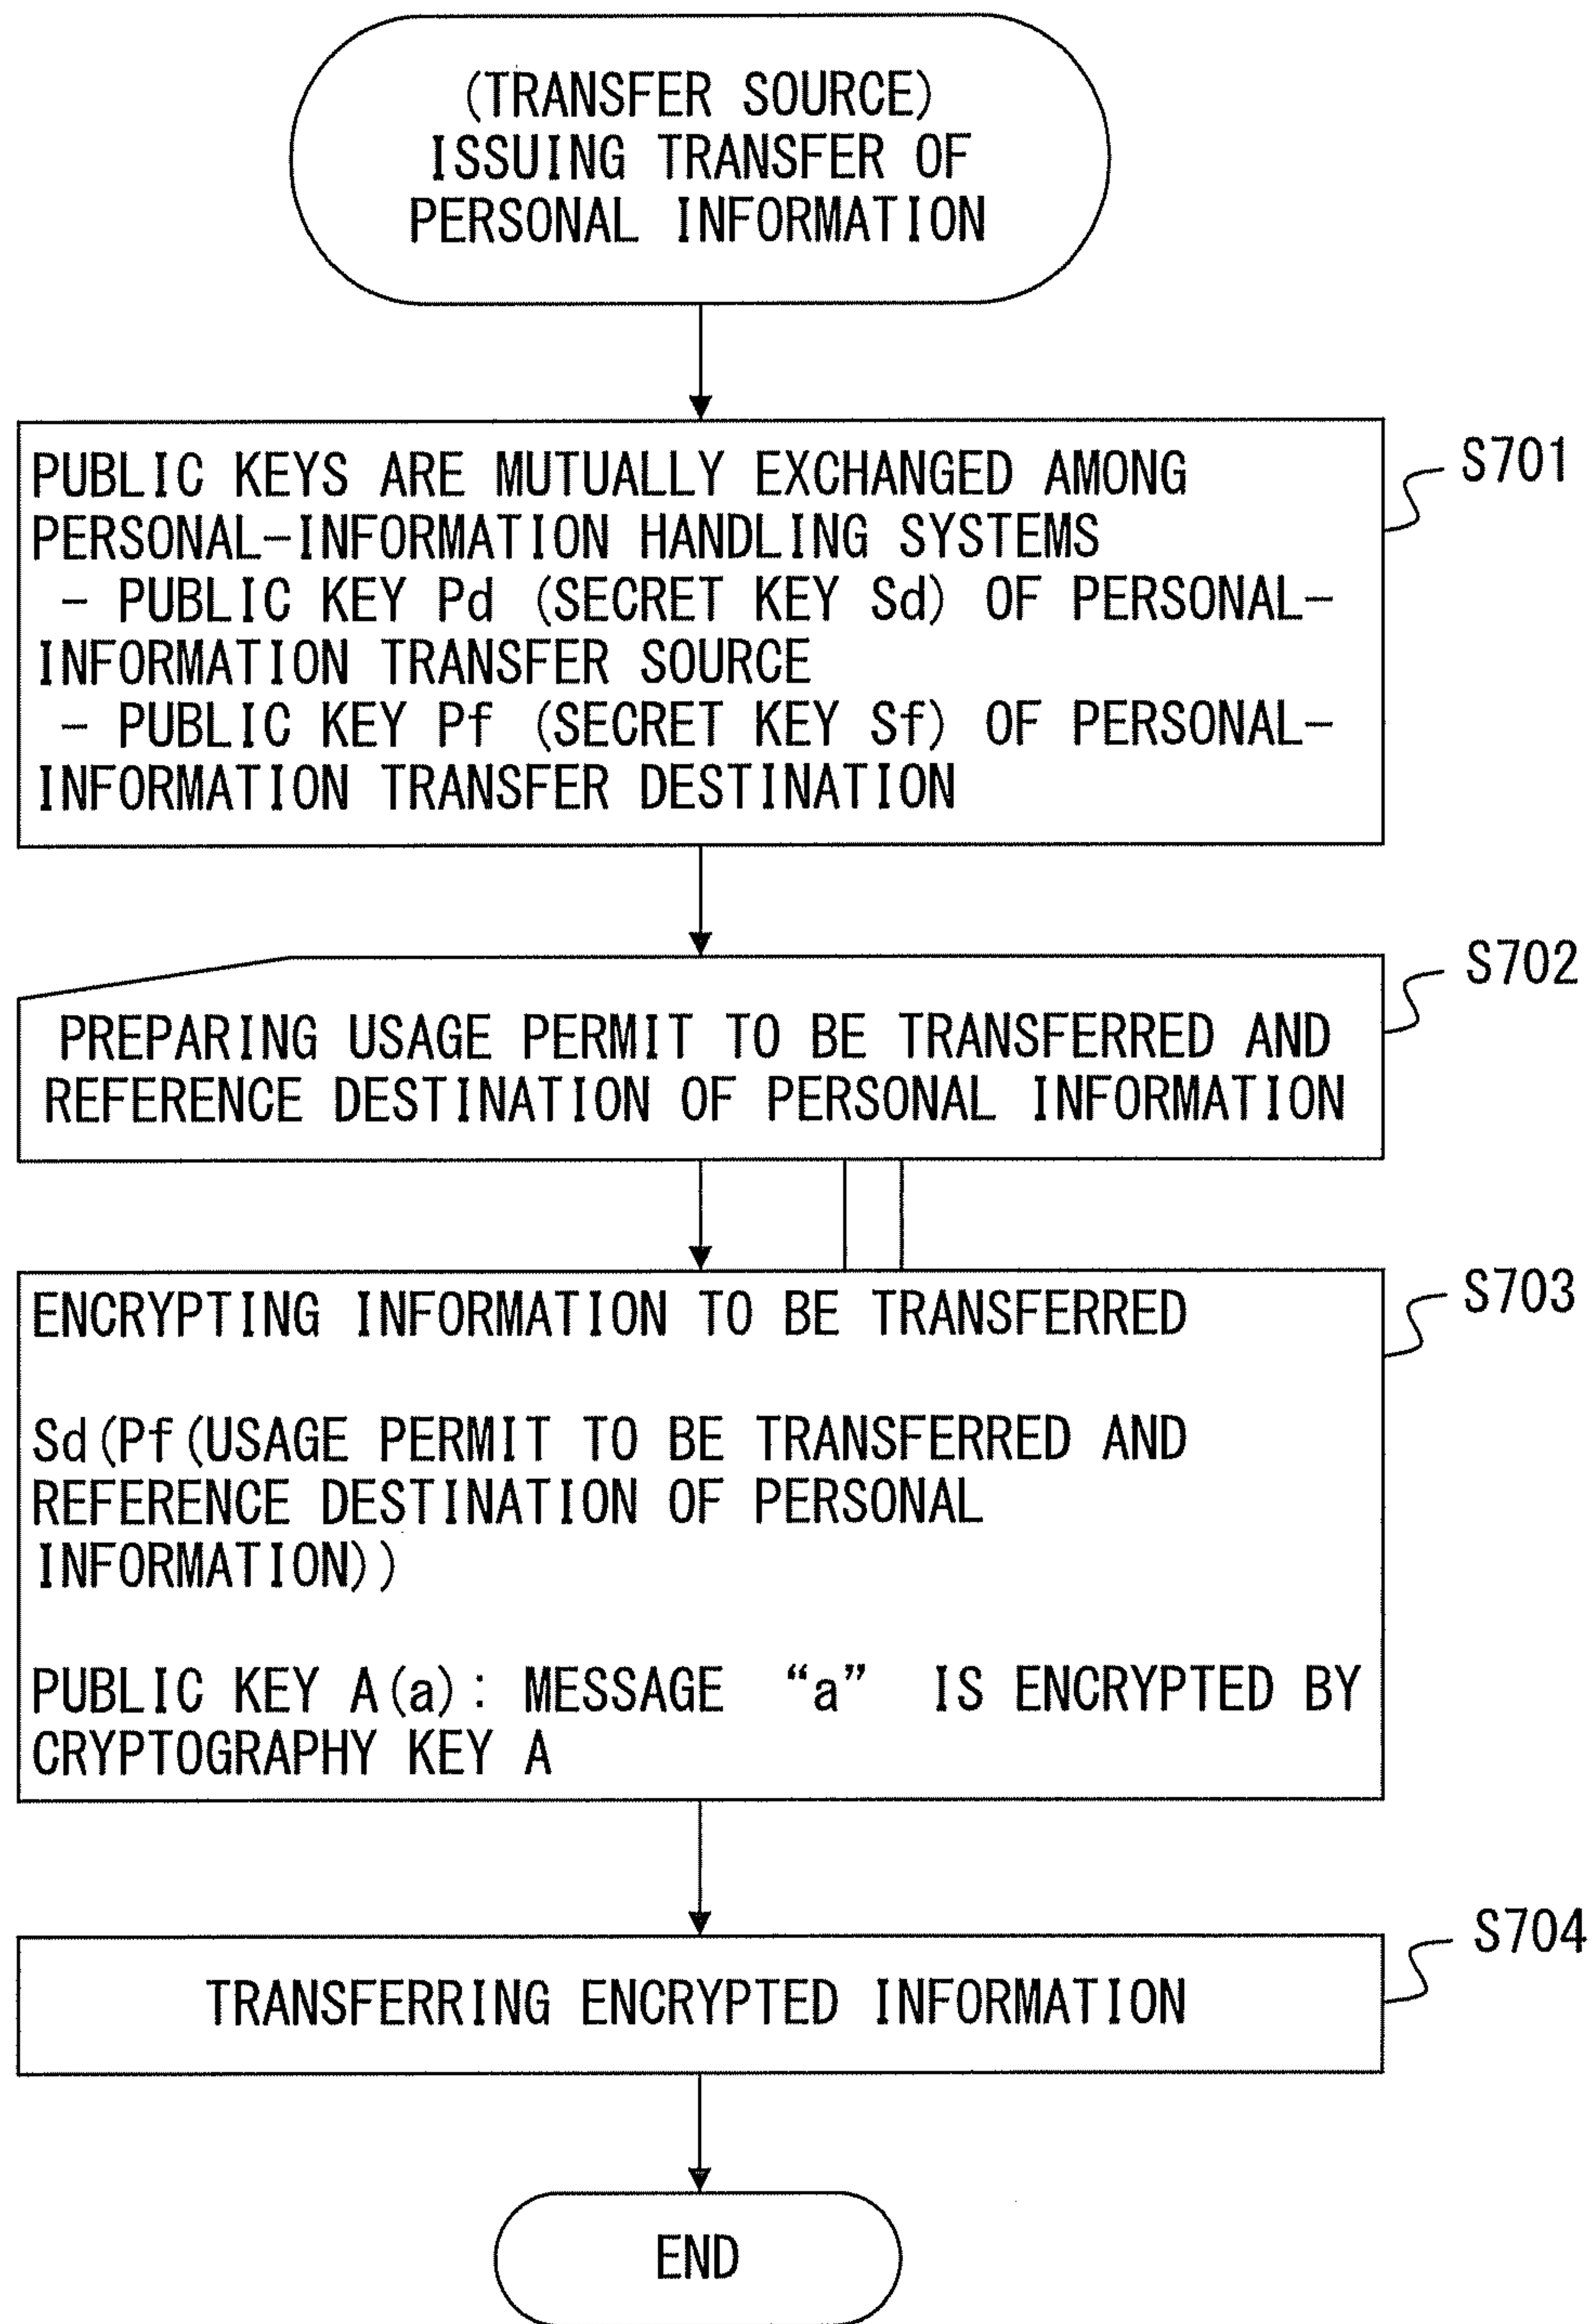 (TRANSFER SOURCE)
ISSUING TRANSFER OF
PERSONAL INFORMATION
PUBLIC KEYS ARE MUTUALLY EXCHANGED AMONG
PERSONAL-INFORMATION HANDLING SYSTEMS
- PUBLIC KEY Pd (SECRET KEY Sd) OF PERSONAL-
INFORMATION TRANSFER SOURCE
- PUBLIC KEY Pf (SECRET KEY Sf) OF PERSONAL-
INFORMATION TRANSFER DESTINATION
S701
PREPARING USAGE PERMIT TO BE TRANSFERRED AND
REFERENCE DESTINATION OF PERSONAL INFORMATION
S702
ENCRYPTING INFORMATION TO BE TRANSFERRED
Sd(Pf(USAGE PERMIT TO BE TRANSFERRED AND
REFERENCE DESTINATION OF PERSONAL
INFORMATION))
PUBLIC KEY A(a): MESSAGE “a” IS ENCRYPTED BY
CRYPTOGRAPHY KEY A
S703
TRANSFERRING ENCRYPTED INFORMATION
S704
END